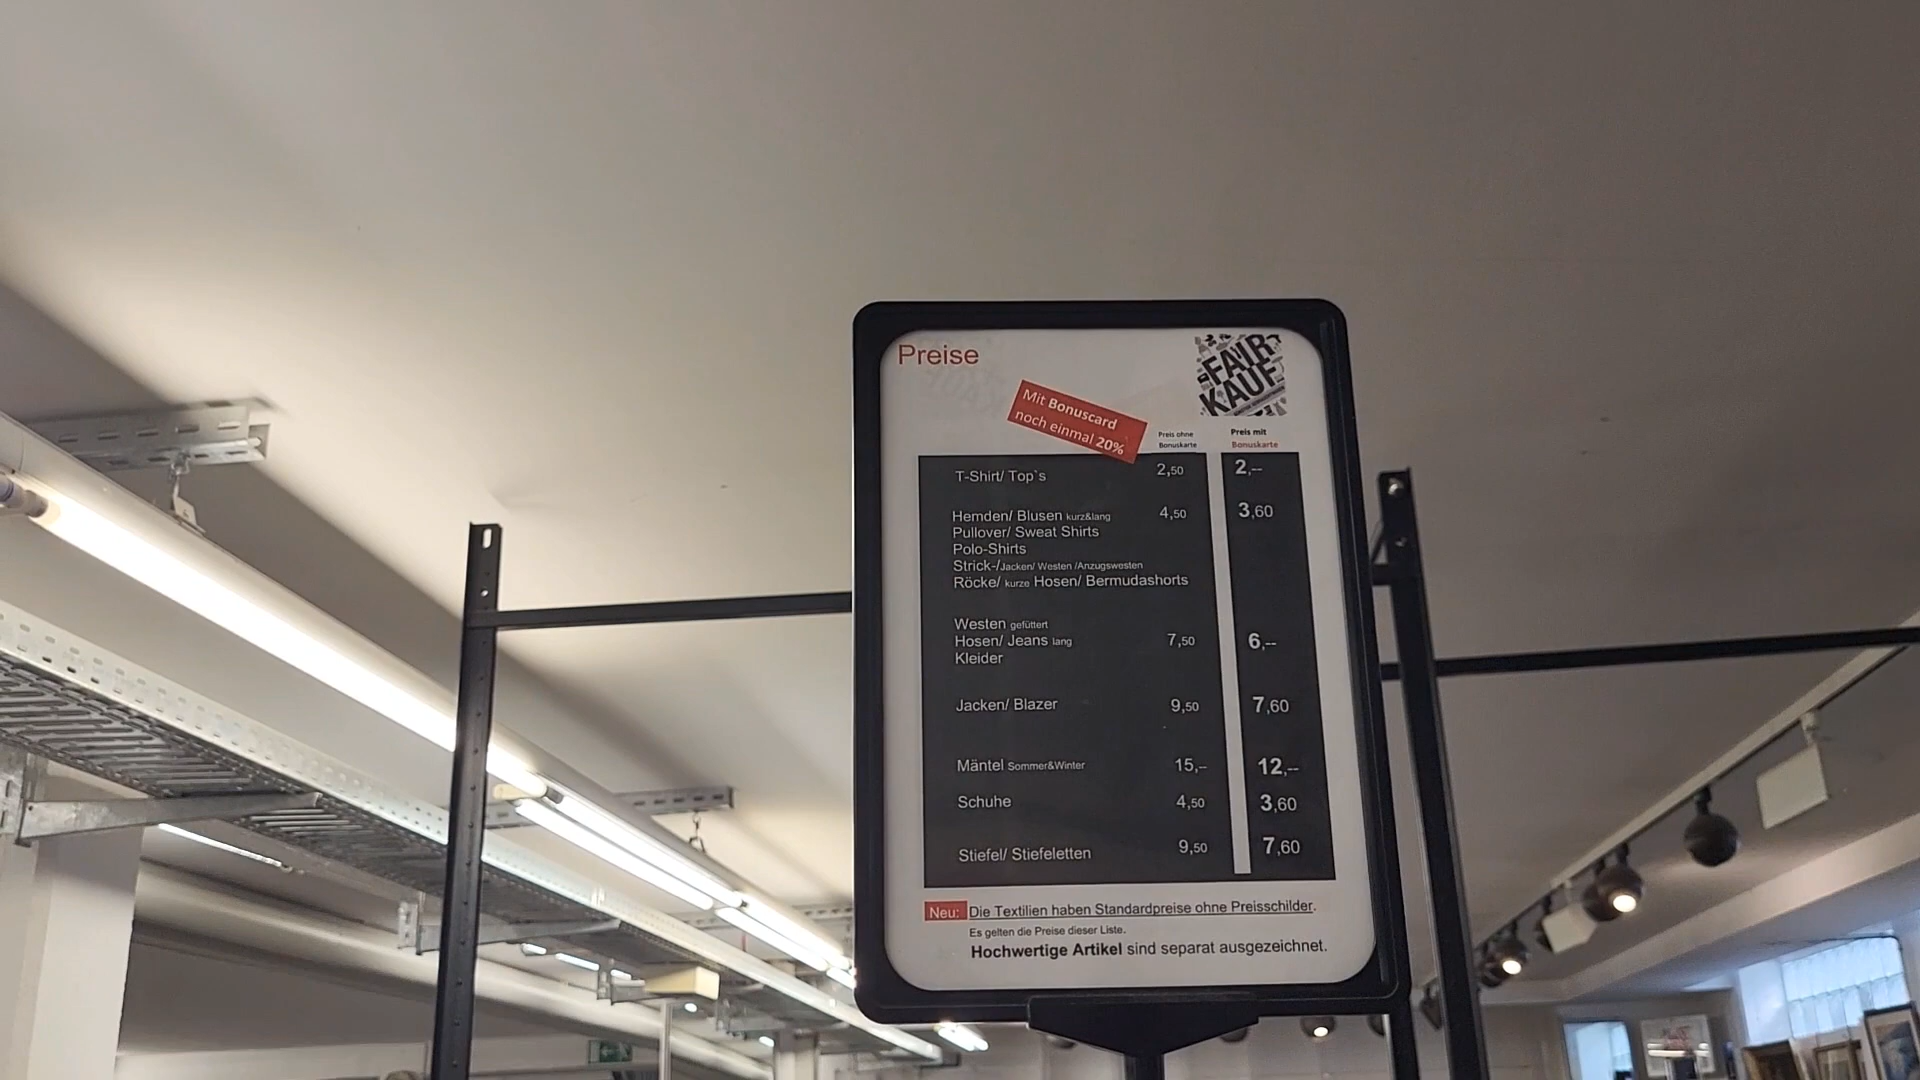 Preise
FAIR
KAUF
Mit Bonuscard
noch einmal 20%
Preis ohne Bonuskarte
Preis mit Bonuskarte
T-Shirt/ Top`s 2,50 2,--
Hemden/ Blusen kurz&lang 4,50 3,60
Pullover/ Sweat Shirts
Polo-Shirts
Strick-/Jacken/ Westen /Anzugswesten
Röcke/ kurze Hosen/ Bermudashorts
Westen gefüttert
Hosen/ Jeans lang 7,50 6,--
Kleider
Jacken/ Blazer 9,50 7,60
Mäntel Sommer&Winter 15,-- 12,--
Schuhe 4,50 3,60
Stiefel/ Stiefeletten 9,50 7,60
Neu: Die Textilien haben Standardpreise ohne Preisschilder.
Es gelten die Preise dieser Liste.
Hochwertige Artikel sind separat ausgezeichnet.